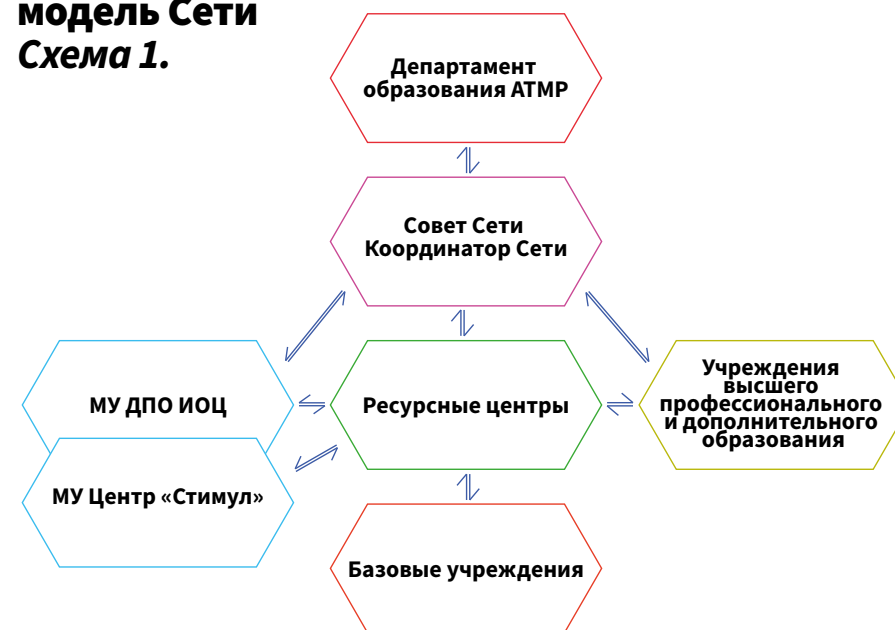 модель Сети
Схема 1.
Департамент
образования АТМР
Совет Сети
Координатор Сети
МУ ДПО ИОЦ
Ресурсные центры
Учреждения
высшего
профессионального
и дополнительного
образования
МУ Центр «Стимул»
Базовые учреждения